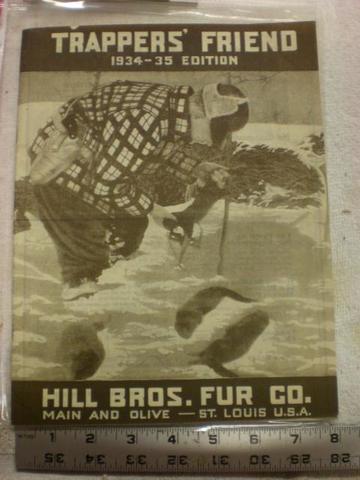 TRAPPERS' FRIEND
1934-35 EDITION
HILL BROS. FUR CO.
MAIN AND OLIVE — ST. LOUIS U.S.A.
1 2 3 4 5 6 7 8
35 34 33 32 31 30 29 28